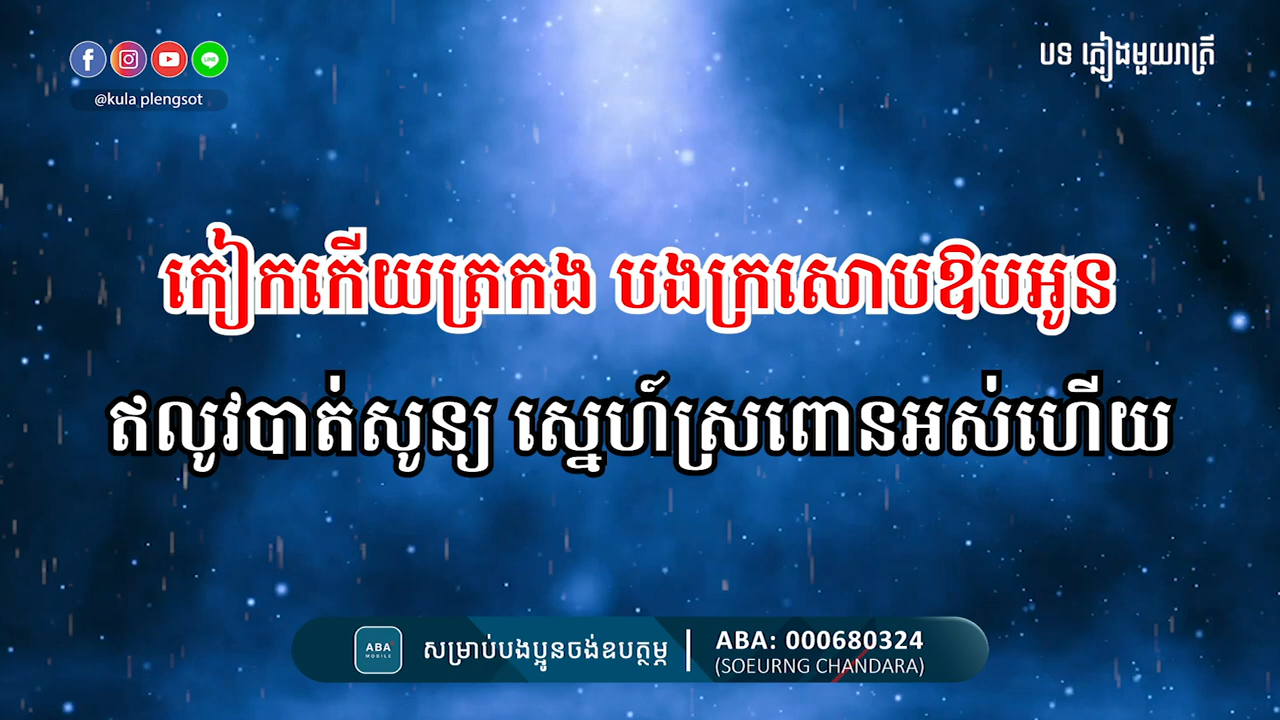 @kula plengsot
បទ ភ្លៀងមួយរាត្រី
កៀកកើយត្រកង បងក្រសោបឱបអូន
ឥលូវបាត់សូន្យ ស្នេហ៍ស្រពោនអស់ហើយ
ABA
MOBILE
សម្រាប់បងប្អូនចង់ឧបត្ថម្ភ
ABA: 000680324
(SOEURNG CHANDARA)